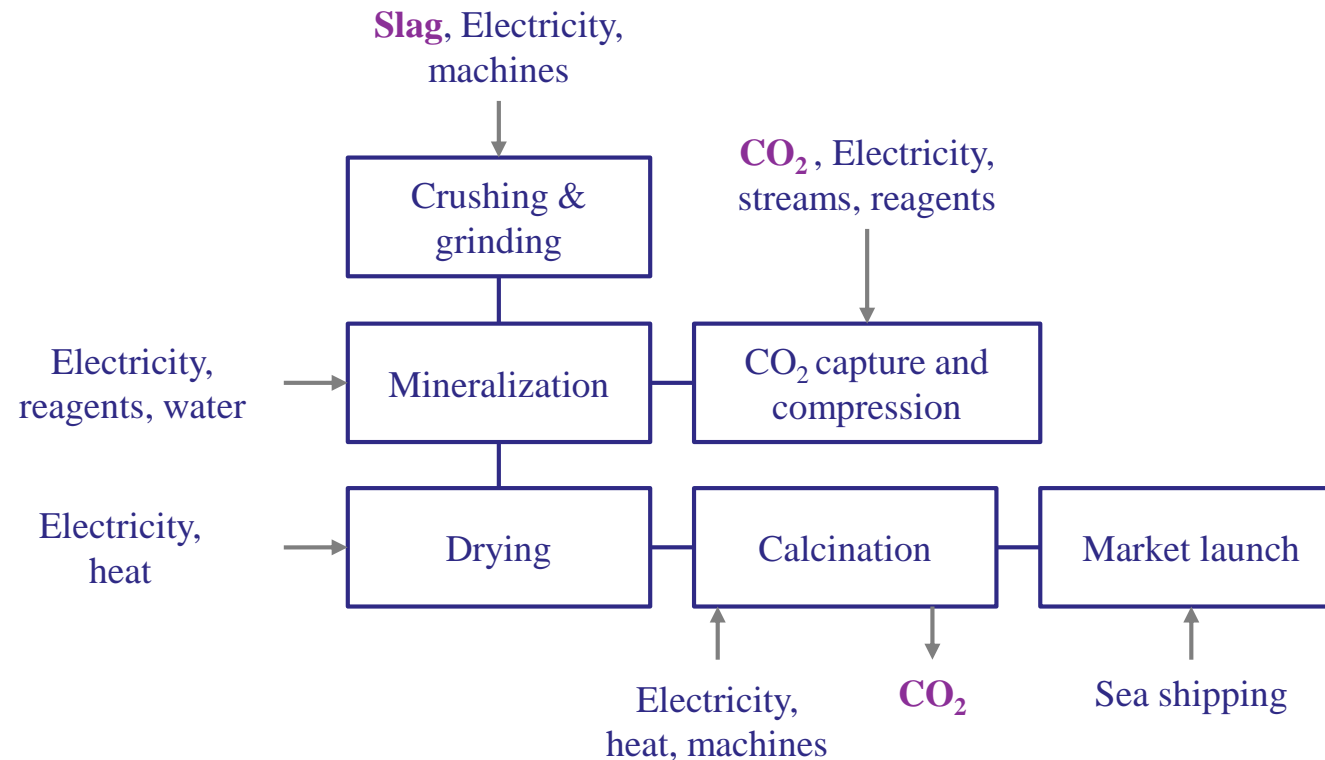 Slag, Electricity,
machines
Crushing &
grinding
CO₂ , Electricity,
streams, reagents
Electricity,
reagents, water
Mineralization
CO₂ capture and
compression
Electricity,
heat
Drying
Calcination
Market launch
Electricity,
heat, machines
CO₂
Sea shipping